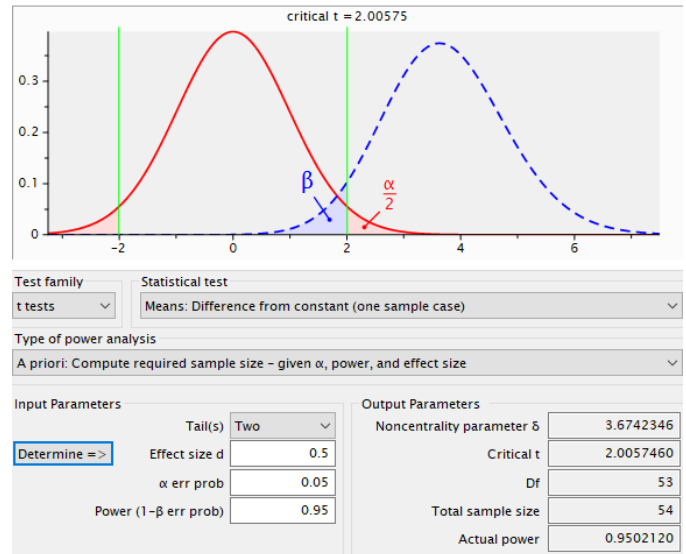 critical t = 2.00575
0.3
0.2
0.1
0
β
α
2
−2
0
2
4
6
Test family
Statistical test
t tests
Means: Difference from constant (one sample case)
Type of power analysis
A priori: Compute required sample size – given α, power, and effect size
Input Parameters
Output Parameters
Tail(s) Two
Noncentrality parameter δ 3.6742346
Determine => Effect size d 0.5
Critical t 2.0057460
α err prob 0.05
Df 53
Power (1-β err prob) 0.95
Total sample size 54
Actual power 0.9502120